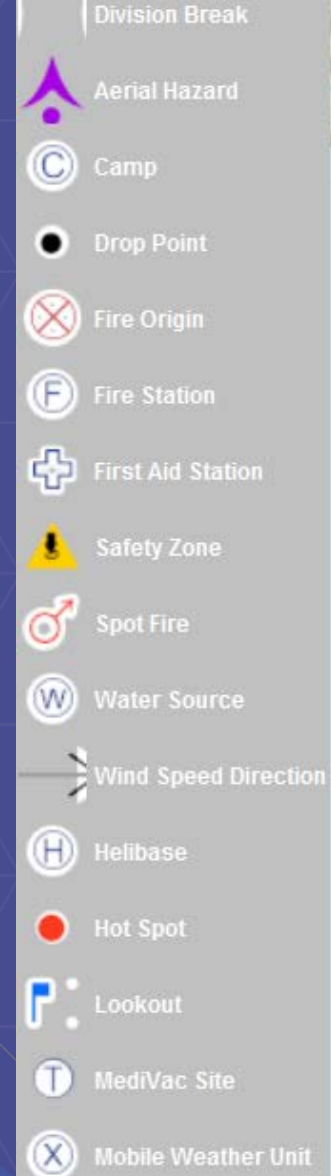 Division Break
Aerial Hazard
C Camp
Drop Point
Fire Origin
F Fire Station
First Aid Station
Safety Zone
Spot Fire
W Water Source
Wind Speed Direction
H Helibase
Hot Spot
Lookout
T MediVac Site
X Mobile Weather Unit